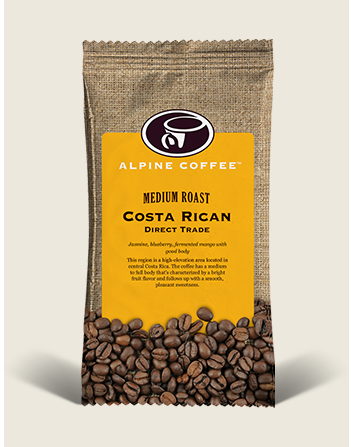 ALPINE COFFEE™
MEDIUM ROAST
COSTA RICAN
DIRECT TRADE
Jasmine, blueberry, fermented mango with
good body
This region is a high-elevation area located in
central Costa Rica. The coffee has a medium
to full body that's characterized by a bright
fruit flavor and follows up with a smooth,
pleasant sweetness.